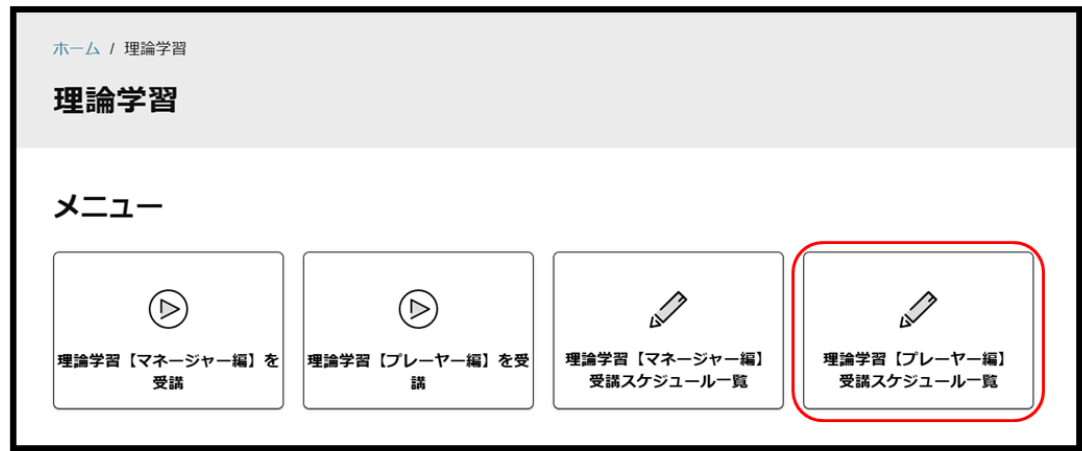 ホーム / 理論学習
理論学習
メニュー
理論学習【マネージャー編】を
受講
理論学習【プレーヤー編】を受
講
理論学習【マネージャー編】
受講スケジュール一覧
理論学習【プレーヤー編】
受講スケジュール一覧